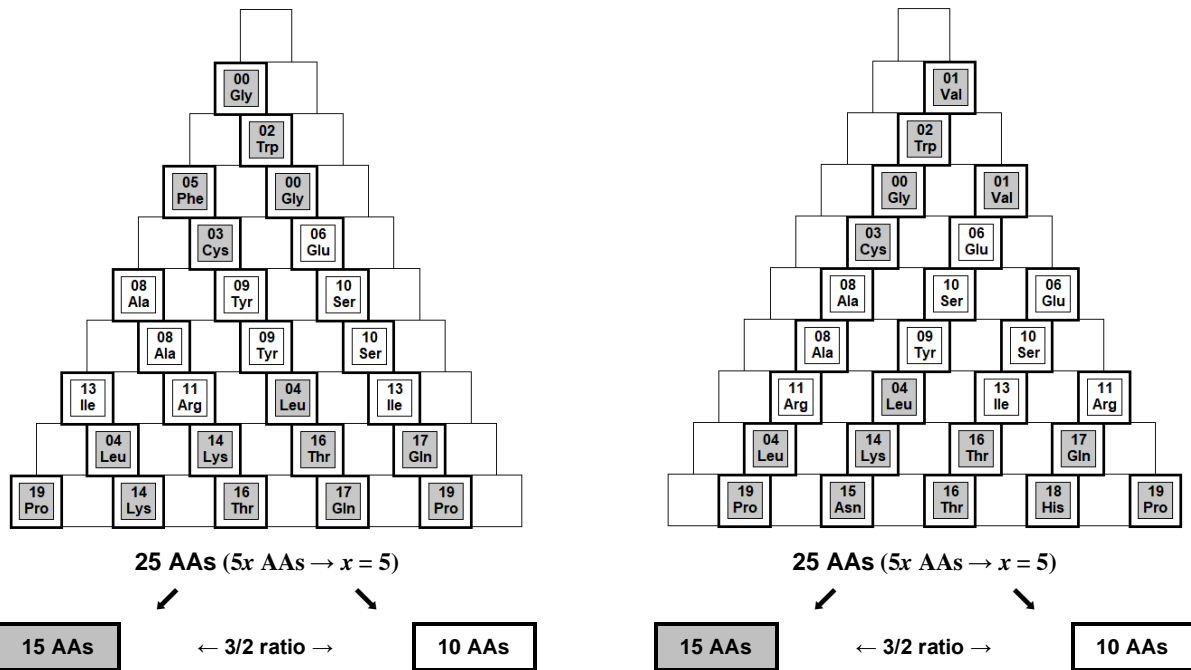 00
Gly
02
Trp
05 00
Phe Gly
03 06
Cys Glu
08 09 10
Ala Tyr Ser
08 09 10
Ala Tyr Ser
13 11 04 13
Ile Arg Leu Ile
04 14 16 17
Leu Lys Thr Gln
19 14 16 17 19
Pro Lys Thr Gln Pro
25 AAs (5x AAs → x = 5)
15 AAs ← 3/2 ratio → 10 AAs
01
Val
02
Trp
00 01
Gly Val
03 06
Cys Glu
08 10 06
Ala Ser Glu
08 09 10
Ala Tyr Ser
11 04 13 11
Arg Leu Ile Arg
04 14 16 17
Leu Lys Thr Gln
19 15 16 18 19
Pro Asn Thr His Pro
25 AAs (5x AAs → x = 5)
15 AAs ← 3/2 ratio → 10 AAs